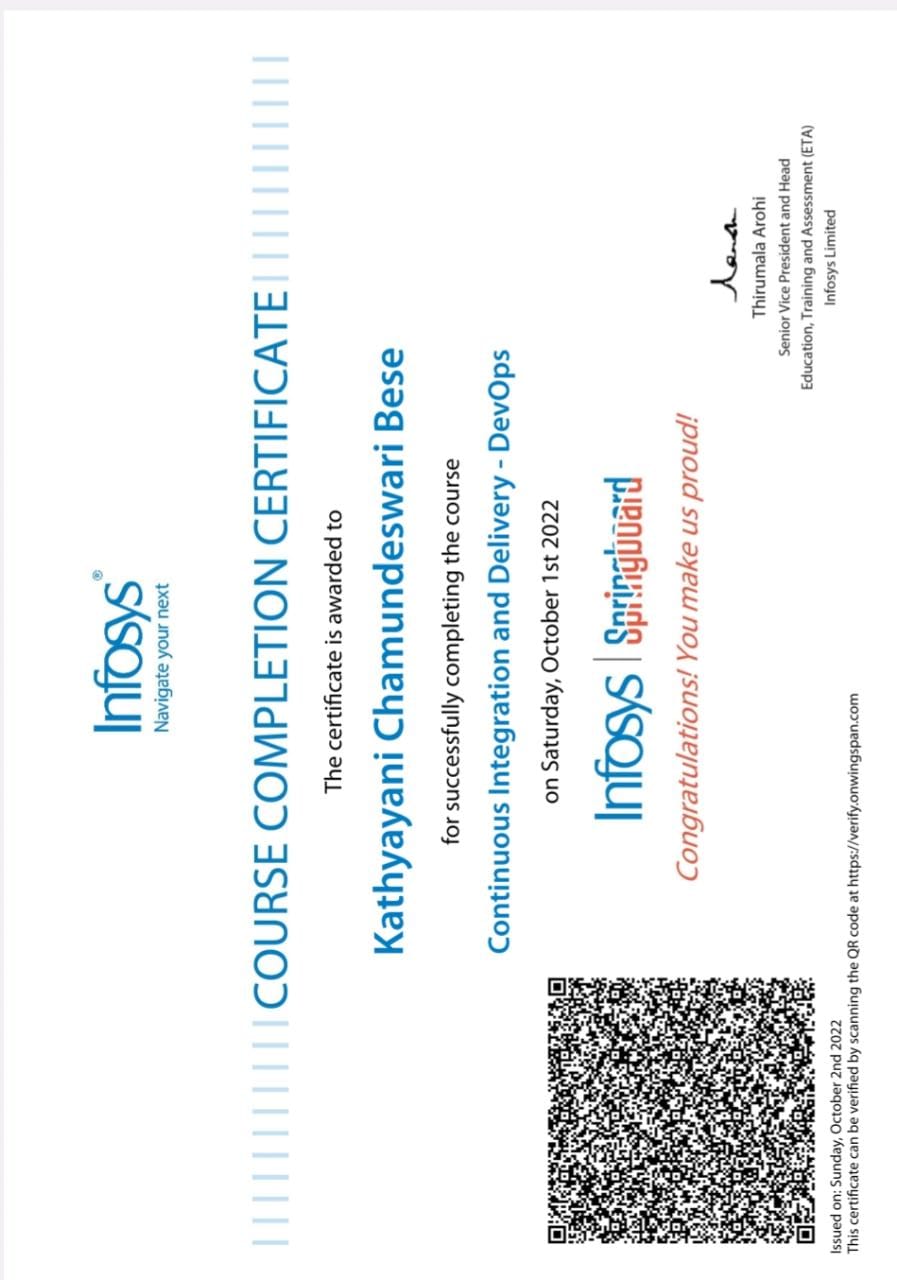 Infosys®
Navigate your next
COURSE COMPLETION CERTIFICATE
The certificate is awarded to
Kathyayani Chamundeswari Bese
for successfully completing the course
Continuous Integration and Delivery - DevOps
on Saturday, October 1st 2022
Infosys | Springboard
Congratulations! You make us proud!
Thirumala Arohi
Senior Vice President and Head
Education, Training and Assessment (ETA)
Infosys Limited
Issued on: Sunday, October 2nd 2022
This certificate can be verified by scanning the QR code at https://verify.onwingspan.com